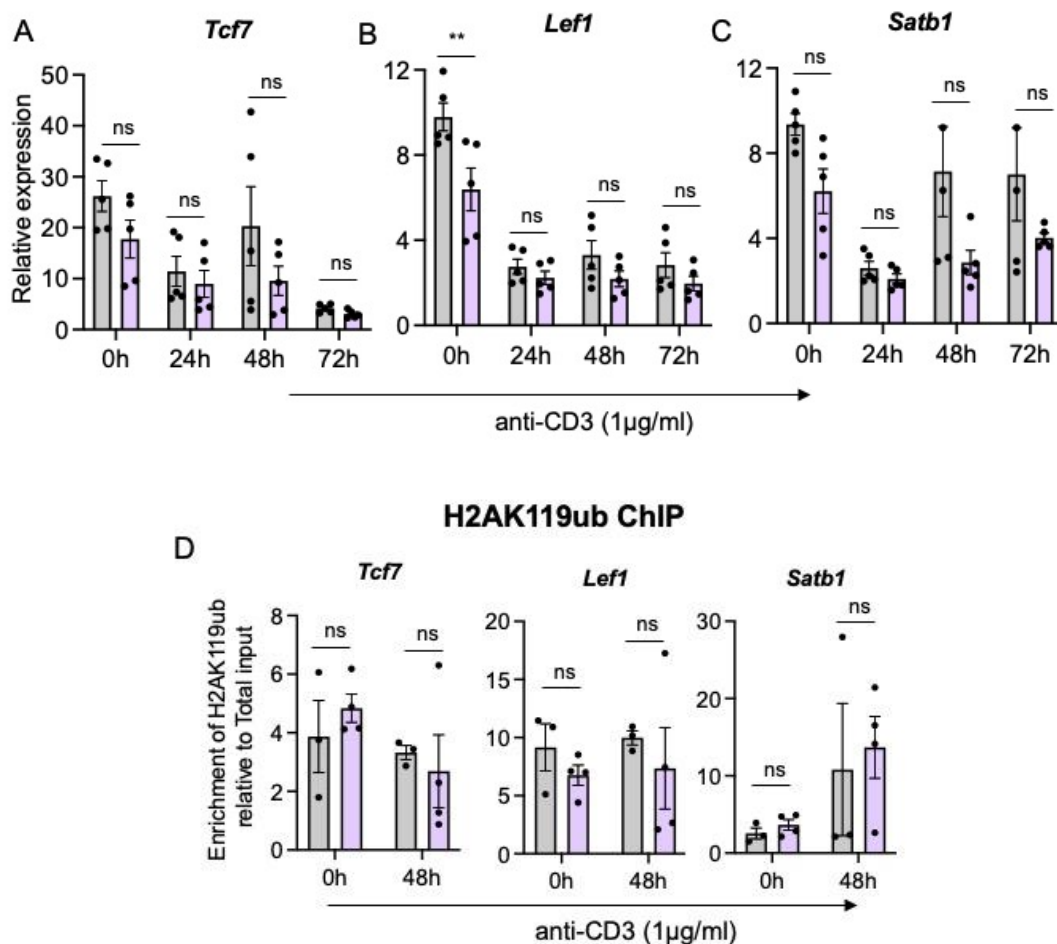 A
Tcf7
B
Lef1
C
Satb1
Relative expression
50
40
30
20
10
0
ns
ns
ns
ns
0h 24h 48h 72h
12
8
4
0
**
ns
ns
ns
0h 24h 48h 72h
12
8
4
0
ns
ns
ns
ns
0h 24h 48h 72h
anti-CD3 (1µg/ml)
H2AK119ub ChIP
D
Tcf7
Lef1
Satb1
Enrichment of H2AK119ub
relative to Total input
8
6
4
2
0
ns
ns
0h 48h
20
15
10
5
0
ns
ns
0h 48h
30
20
10
0
ns
ns
0h 48h
anti-CD3 (1µg/ml)